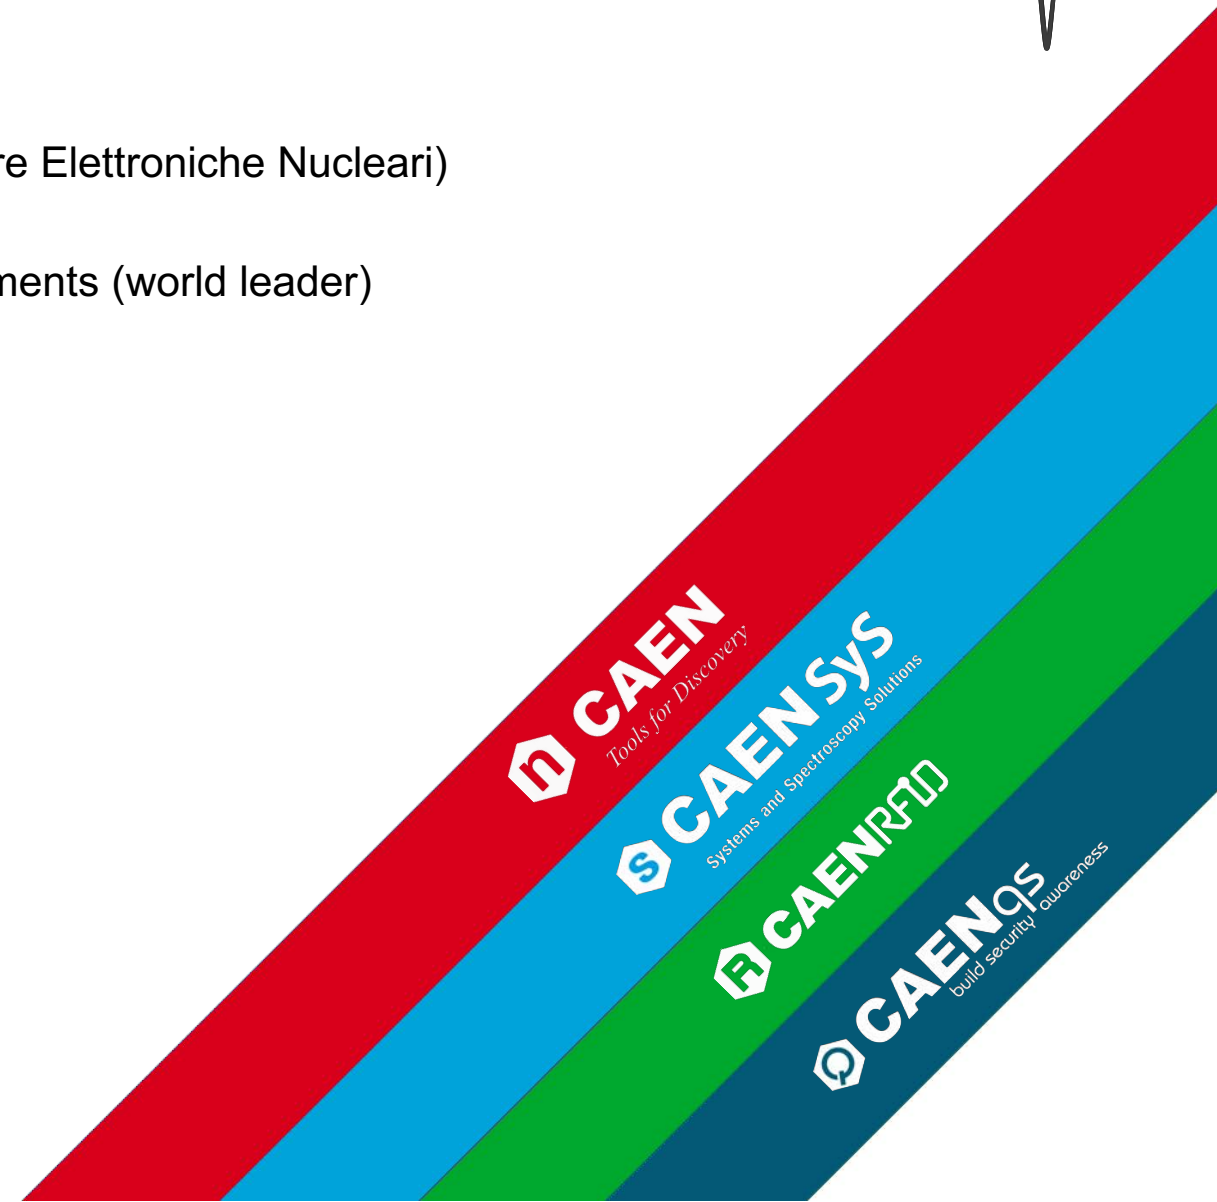 re Elettroniche Nucleari)
ments (world leader)
n CAEN
Tools for Discovery
S CAEN SyS
Systems and Spectroscopy Solutions
R CAENRFID
Q CAENqs
build security awareness